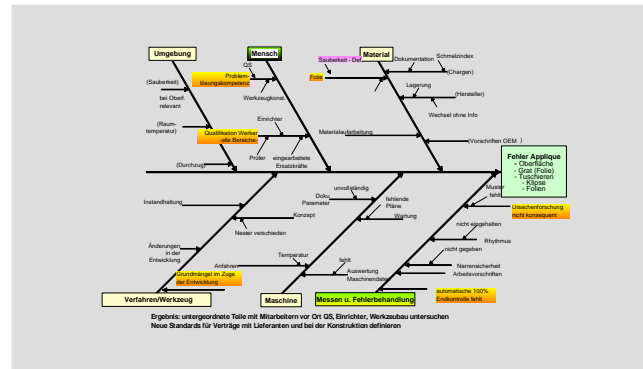 Umgebung
Mensch
Material
QS
Problem-
lösungskompetenz
Werkzeugkonst.
Sauberkeit - Def
Folie
Dokumentation
Schmelzindex
(Chargen)
(Sauberkeit)
bei Oberf.
relevant
Lagerung
(Hersteller)
Wechsel ohne Info
(Raum-
temperatur)
Einrichter
Qualifikation Werker
-alle Bereiche-
Materialaufarbeitung
(Vorschriften OEM )
Prüfer
eingearbeitete
Ersatzkräfte
(Durchzug)
Fehler Applique
- Oberfläche
- Grat (Folie)
- Tuschieren
- Klipse
- Folien
Instandhaltung
Konzept
Nester verschieden
unvollständig
Doku
Parameter
fehlende
Pläne
Wartung
Muster
fehlt
Ursachenforschung
nicht konsequent
nicht eingehalten
Rhythmus
Änderungen
in der
Entwicklung
Anfahren
Temperatur
fehlt
Auswertung
Maschinendaten
nicht gegeben
Narrensicherheit
Arbeitsvorschriften
Grundmängel im Zuge
der Entwicklung
automatische 100%
Endkontrolle fehlt
Verfahren/Werkzeug
Maschine
Messen u. Fehlerbehandlung
Ergebnis: untergeordnete Teile mit Mitarbeitern vor Ort QS, Einrichter, Werkzeubau untersuchen
Neue Standards für Verträge mit Lieferanten und bei der Konstruktion definieren